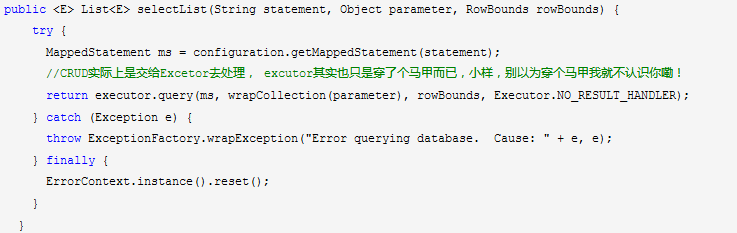 public <E> List<E> selectList(String statement, Object parameter, RowBounds rowBounds) {
try {
MappedStatement ms = configuration.getMappedStatement(statement);
//CRUD实际上是交给Excetor去处理， excutor其实也只是穿了个马甲而已，小样，别以为穿个马甲我就不认识你嘞！
return executor.query(ms, wrapCollection(parameter), rowBounds, Executor.NO_RESULT_HANDLER);
} catch (Exception e) {
throw ExceptionFactory.wrapException("Error querying database.  Cause: " + e, e);
} finally {
ErrorContext.instance().reset();
}
}